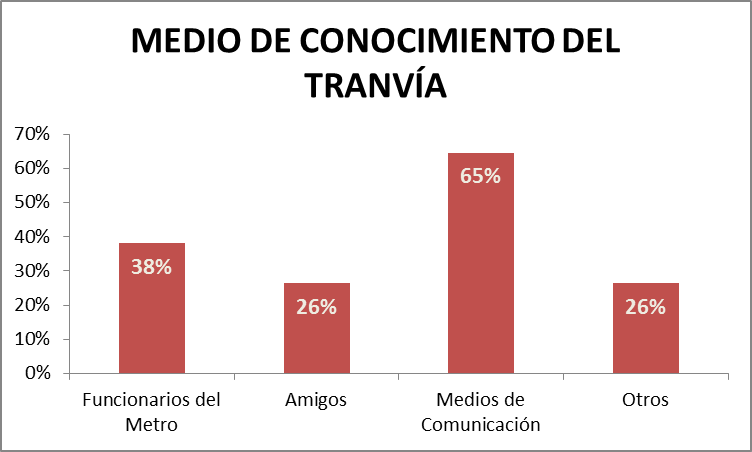 MEDIO DE CONOCIMIENTO DEL
TRANVÍA
70%
60%
50%
40%
30%
20%
10%
0%
38%
26%
65%
26%
Funcionarios del
Metro
Amigos
Medios de
Comunicación
Otros